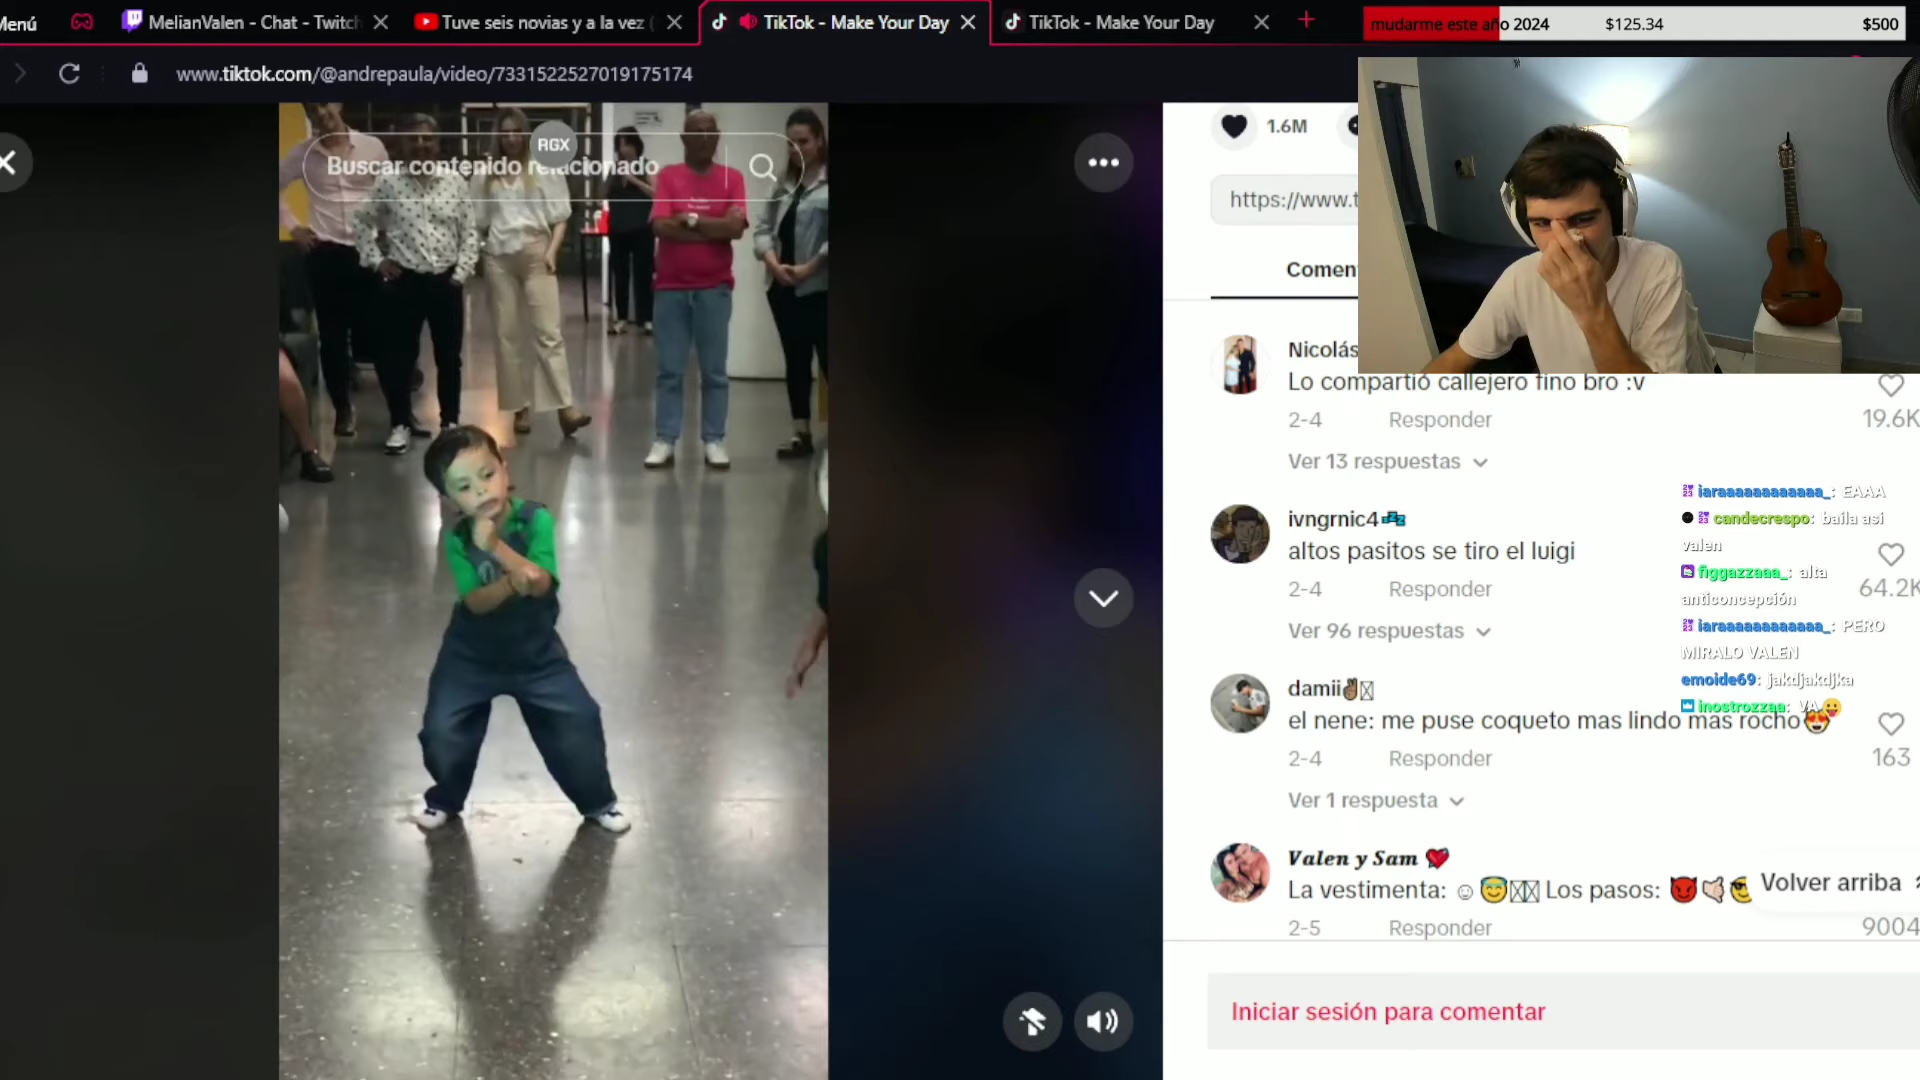 Menú
MelianValen - Chat - Twitch
Tuve seis novias y a la vez (
TikTok - Make Your Day
TikTok - Make Your Day
mudarme este año 2024
$125.34
$500
www.tiktok.com/@andrepaula/video/7331522527019175174
RGX
Buscar contenido relacionado
1.6M
https://www.t
Comen
Nicolás
Lo compartió callejero fino bro :v
2-4 Responder
19.6K
Ver 13 respuestas
ivngrnic4💤
altos pasitos se tiro el luigi
2-4 Responder
64.2K
Ver 96 respuestas
damii✌🏽
el nene: me puse coqueto mas lindo mas rocho😍
2-4 Responder
163
Ver 1 respuesta
Valen y Sam 💘
La vestimenta: ☺😇 Los pasos: 😈
2-5 Responder
9004
Volver arriba
Iniciar sesión para comentar
EAAA
candecrespo: baila asi
valen
figgazzaaa_: alta
anticoncepción
PERO
MIRALO VALEN
emoide69: jakdjakdjka
inostrozzaa: VA😜